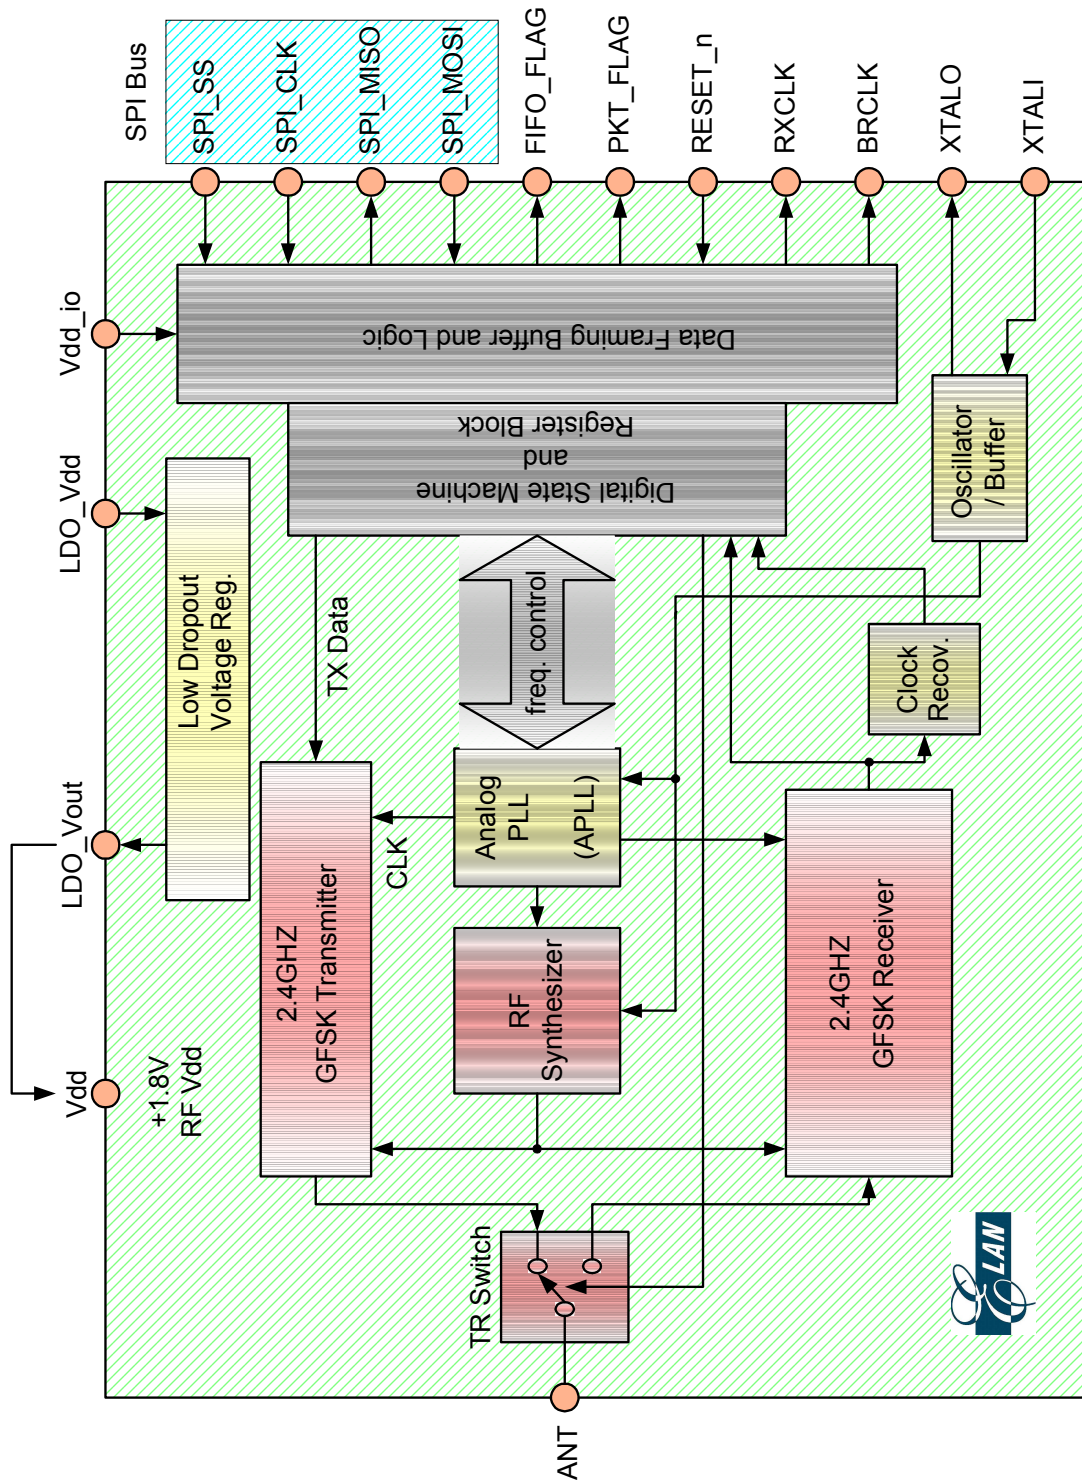 Vdd
LDO_Vout
LDO_Vdd
Vdd_io
SPI Bus
+1.8V
RF Vdd
Low Dropout
Voltage Reg.
SPI_SS
SPI_CLK
SPI_MISO
SPI_MOSI
FIFO_FLAG
PKT_FLAG
RESET_n
RXCLK
BRCLK
XTALO
XTALI
2.4GHZ
GFSK Transmitter
TX Data
CLK
TR Switch
ANT
RF
Synthesizer
Analog
PLL
(APLL)
freq. control
Digital State Machine
and
Register Block
Data Framing Buffer and Logic
2.4GHZ
GFSK Receiver
Clock
Recov.
Oscillator
/ Buffer
ELAN